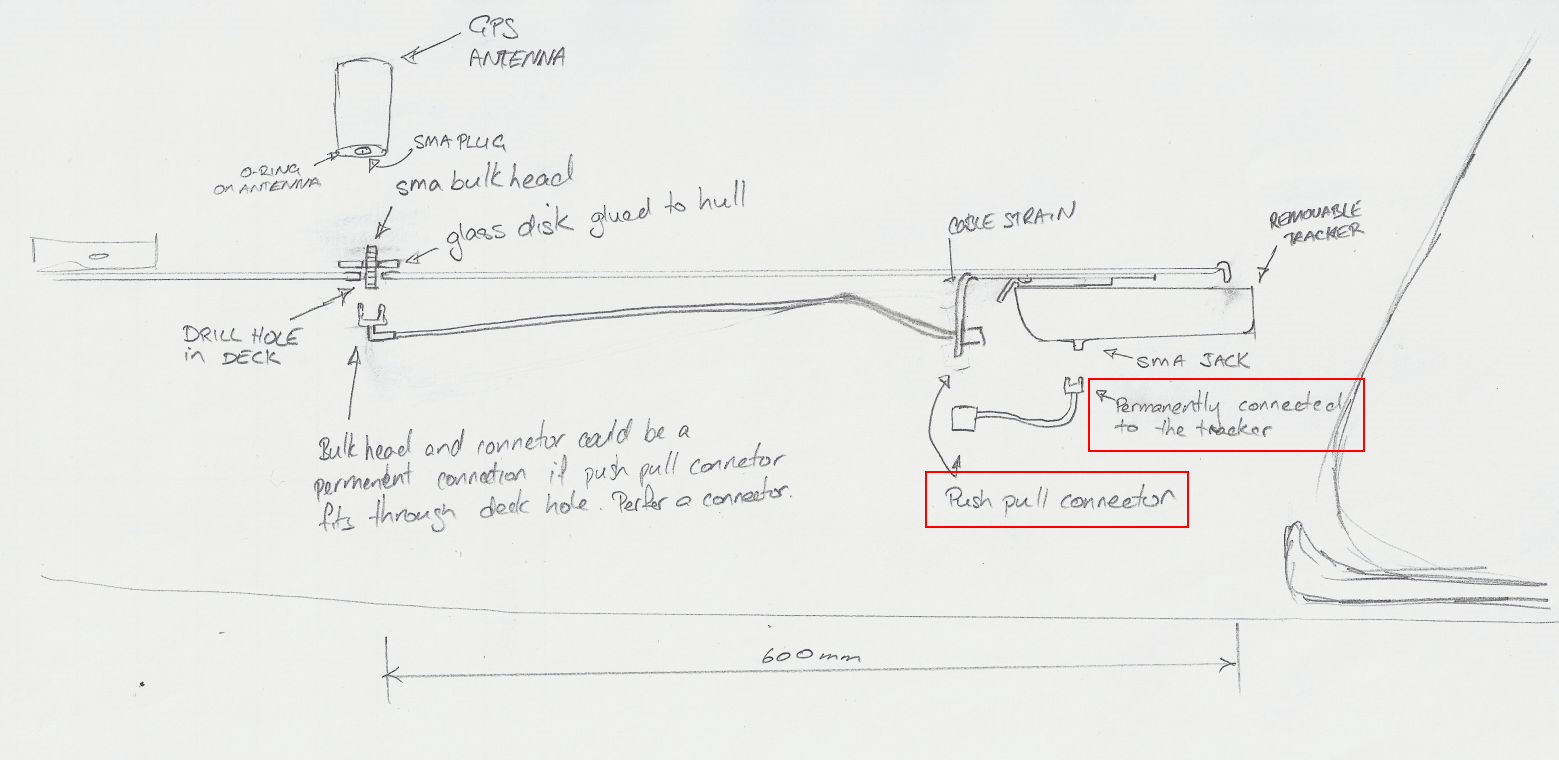 GPS
ANTENNA
SMA PLUG
O-RING
ON ANTENNA
sma bulk head
glass disk glued to hull
CABLE STRAIN
REMOVABLE
TRACKER
DRILL HOLE
in DECK
SMA JACK
Permanently connected
to the tracker
Bulk head and connetor could be a
permenent connection if push pull connetor
fits through deck hole. Perfer a connector.
Push pull connector
600mm